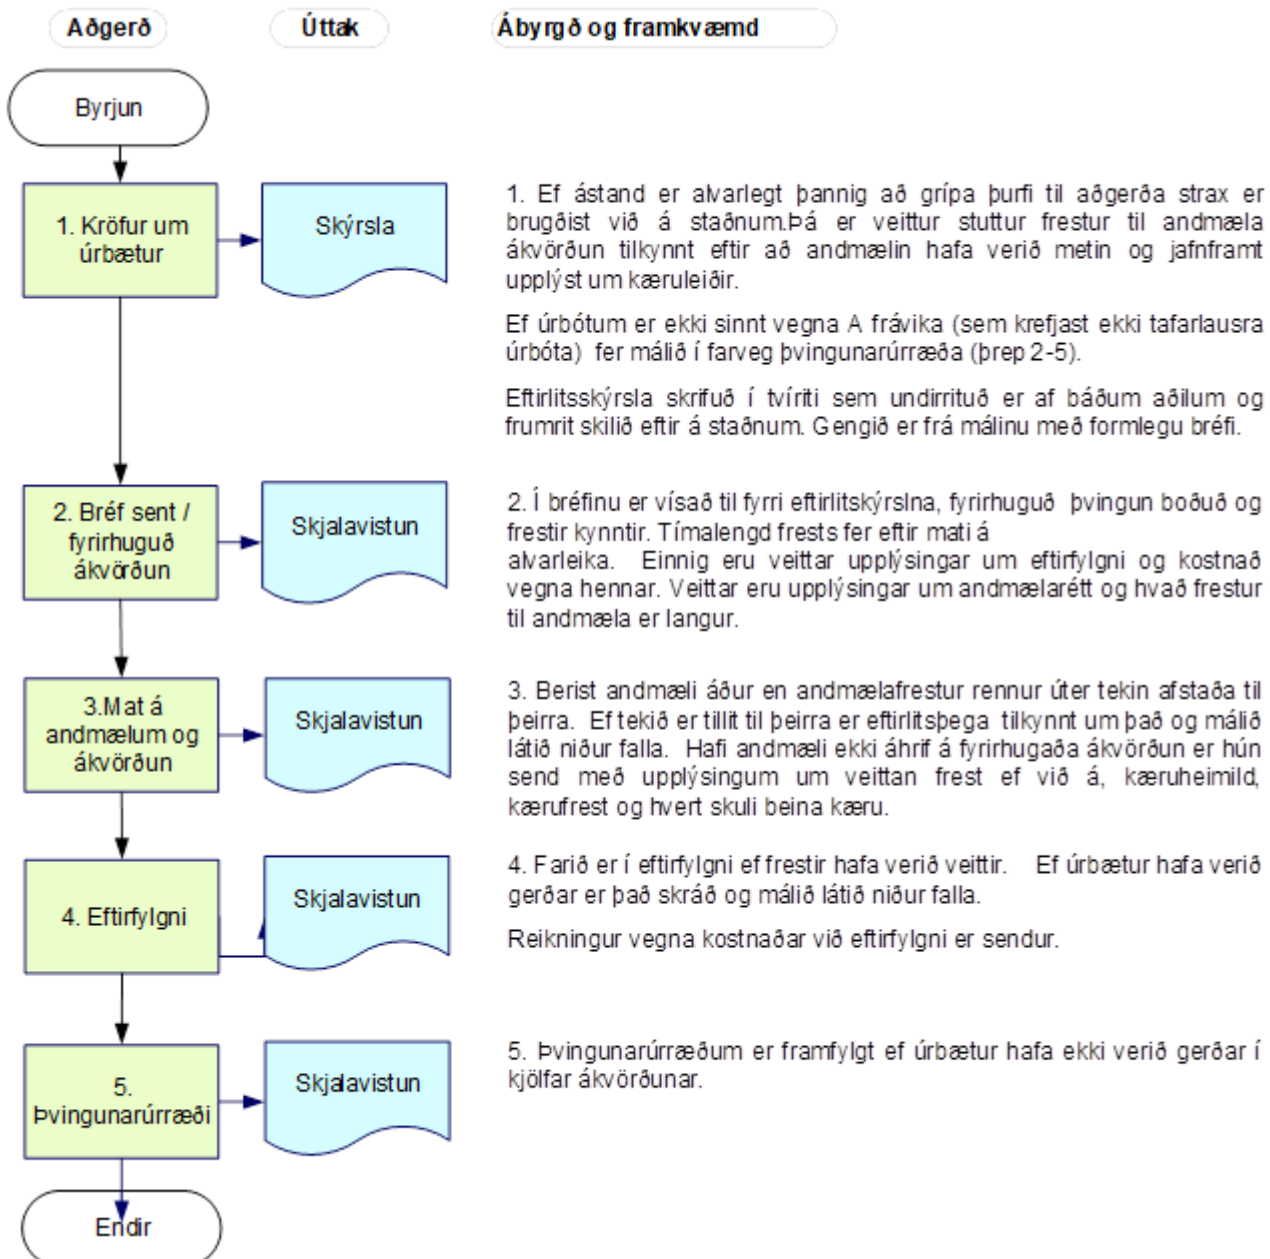 Aðgerð
Úttak
Ábyrgð og framkvæmd
Byrjun
1. Kröfur um
úrbætur
Skýrsla
1. Ef ástand er alvarlegt þannig að grípa þurfi til aðgerða strax er
brugðist við á staðnum.Þá er veittur stuttur frestur til andmæla
ákvörðun tilkynnt eftir að andmælin hafa verið metin og jafnframt
upplýst um kæruleiðir.
Ef úrbótum er ekki sinnt vegna A frávika (sem krefjast ekki tafarlausra
úrbóta) fer málið í farveg þvingunarúrræða (þrep 2-5).
Eftirlitsskýrsla skrifuð í tvíriti sem undirrituð er af báðum aðilum og
frumrit skilið eftir á staðnum. Gengið er frá málinu með formlegu bréfi.
2. Bréf sent /
fyrirhuguð
ákvörðun
Skjalavistun
2. Í bréfinu er vísað til fyrri eftirlitskýrslna, fyrirhuguð þvingun boðuð og
frestir kynntir. Tímalengd frests fer eftir mati á
alvarleika. Einnig eru veittar upplýsingar um eftirfylgni og kostnað
vegna hennar. Veittar eru upplýsingar um andmælarétt og hvað frestur
til andmæla er langur.
3.Mat á
andmælum og
ákvörðun
Skjalavistun
3. Berist andmæli áður en andmælafrestur rennur úter tekin afstaða til
þeirra. Ef tekið er tillit til þeirra er eftirlitsþega tilkynnt um það og málið
látið niður falla. Hafi andmæli ekki áhrif á fyrirhugaða ákvörðun er hún
send með upplýsingum um veittan frest ef við á, kæruheimild,
kærufrest og hvert skuli beina kæru.
4. Eftirfylgni
Skjalavistun
4. Farið er í eftirfylgni ef frestir hafa verið veittir. Ef úrbætur hafa verið
gerðar er það skráð og málið látið niður falla.
Reikningur vegna kostnaðar við eftirfylgni er sendur.
5.
Þvingunarúrræði
Skjalavistun
5. Þvingunarúrræðum er framfylgt ef úrbætur hafa ekki verið gerðar í
kjölfar ákvörðunar.
Endir